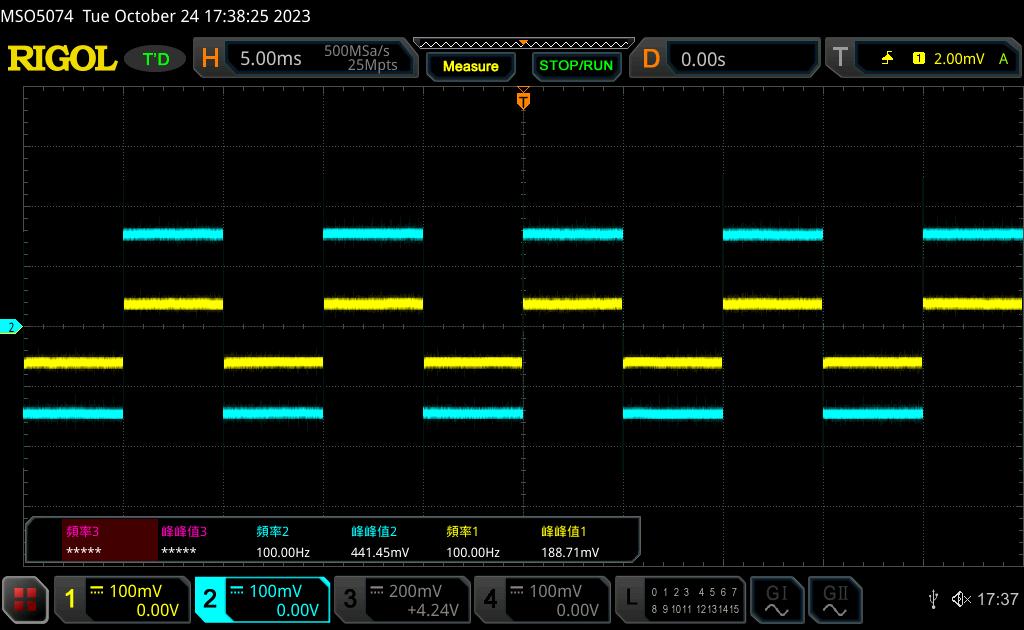 MSO5074 Tue October 24 17:38:25 2023
RIGOL T'D H 5.00ms 500MSa/s 25Mpts Measure STOP/RUN D 0.00s T 1 2.00mV A
T
2
頻率3 峰峰值3 頻率2 峰峰值2 頻率1 峰峰值1
***** ***** 100.00Hz 441.45mV 100.00Hz 188.71mV
1 100mV 0.00V 2 100mV 0.00V 3 200mV +4.24V 4 100mV 0.00V L 0 1 2 3 4 5 6 7 8 9 10 11 12 13 14 15 GI GII 17:37